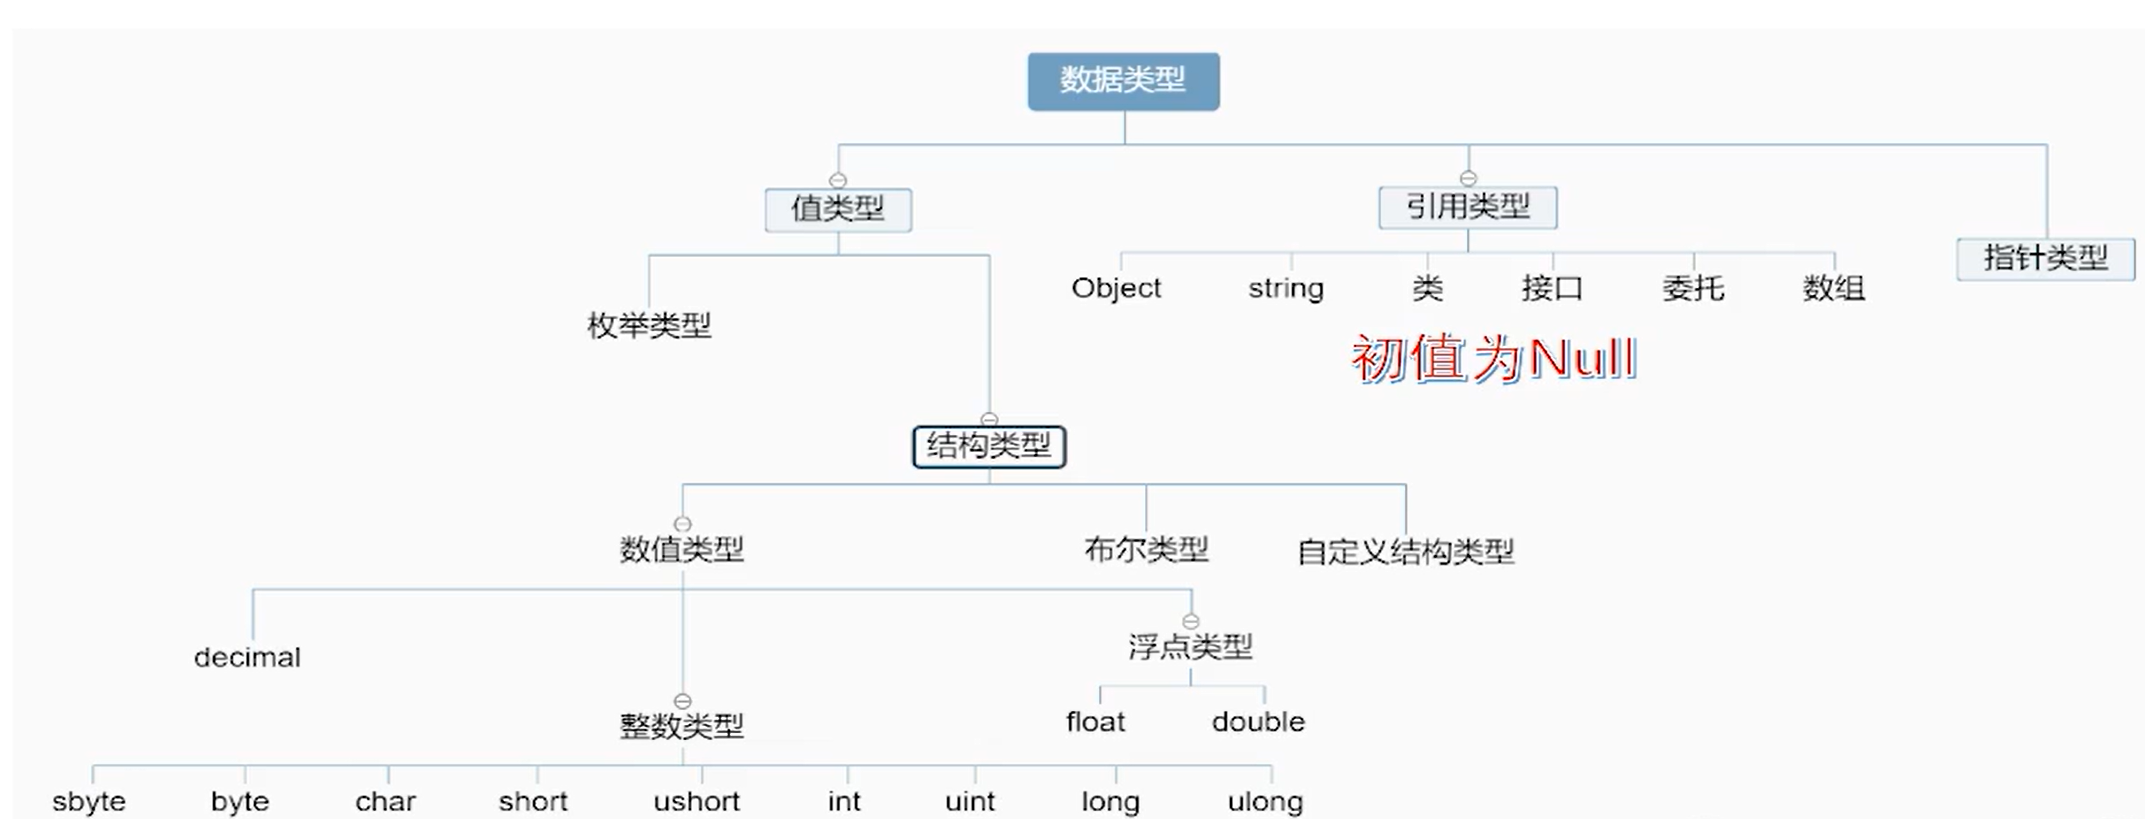 数据类型
值类型
引用类型
指针类型
Object
string
类
接口
委托
数组
枚举类型
初值为Null
结构类型
数值类型
布尔类型
自定义结构类型
decimal
浮点类型
float
double
整数类型
sbyte
byte
char
short
ushort
int
uint
long
ulong